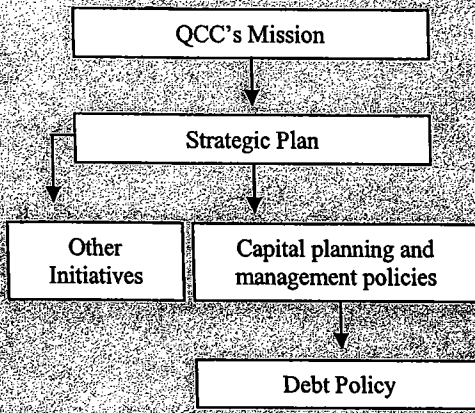 QCC's Mission
Strategic Plan
Other
Initiatives
Capital planning and
management policies
Debt Policy